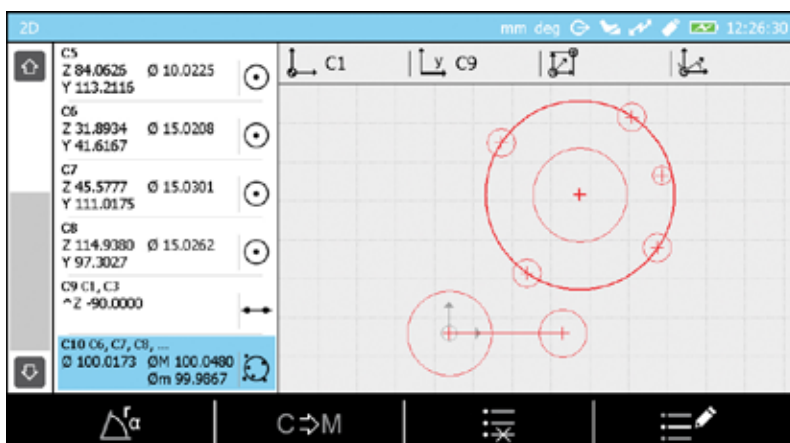 2D mm deg 12:26:30
C5
Z 84.0625 Ø 10.0225
Y 113.2116
C6
Z 31.8934 Ø 15.0208
Y 41.6167
C7
Z 45.5777 Ø 15.0301
Y 111.0175
C8
Z 114.9380 Ø 15.0262
Y 97.3027
C9 C1, C3
^Z -90.0000
C10 C6, C7, C8, ...
Ø 100.0173 ØM 100.0480
Øm 99.9867
C1
y C9
r
α
C⇒M